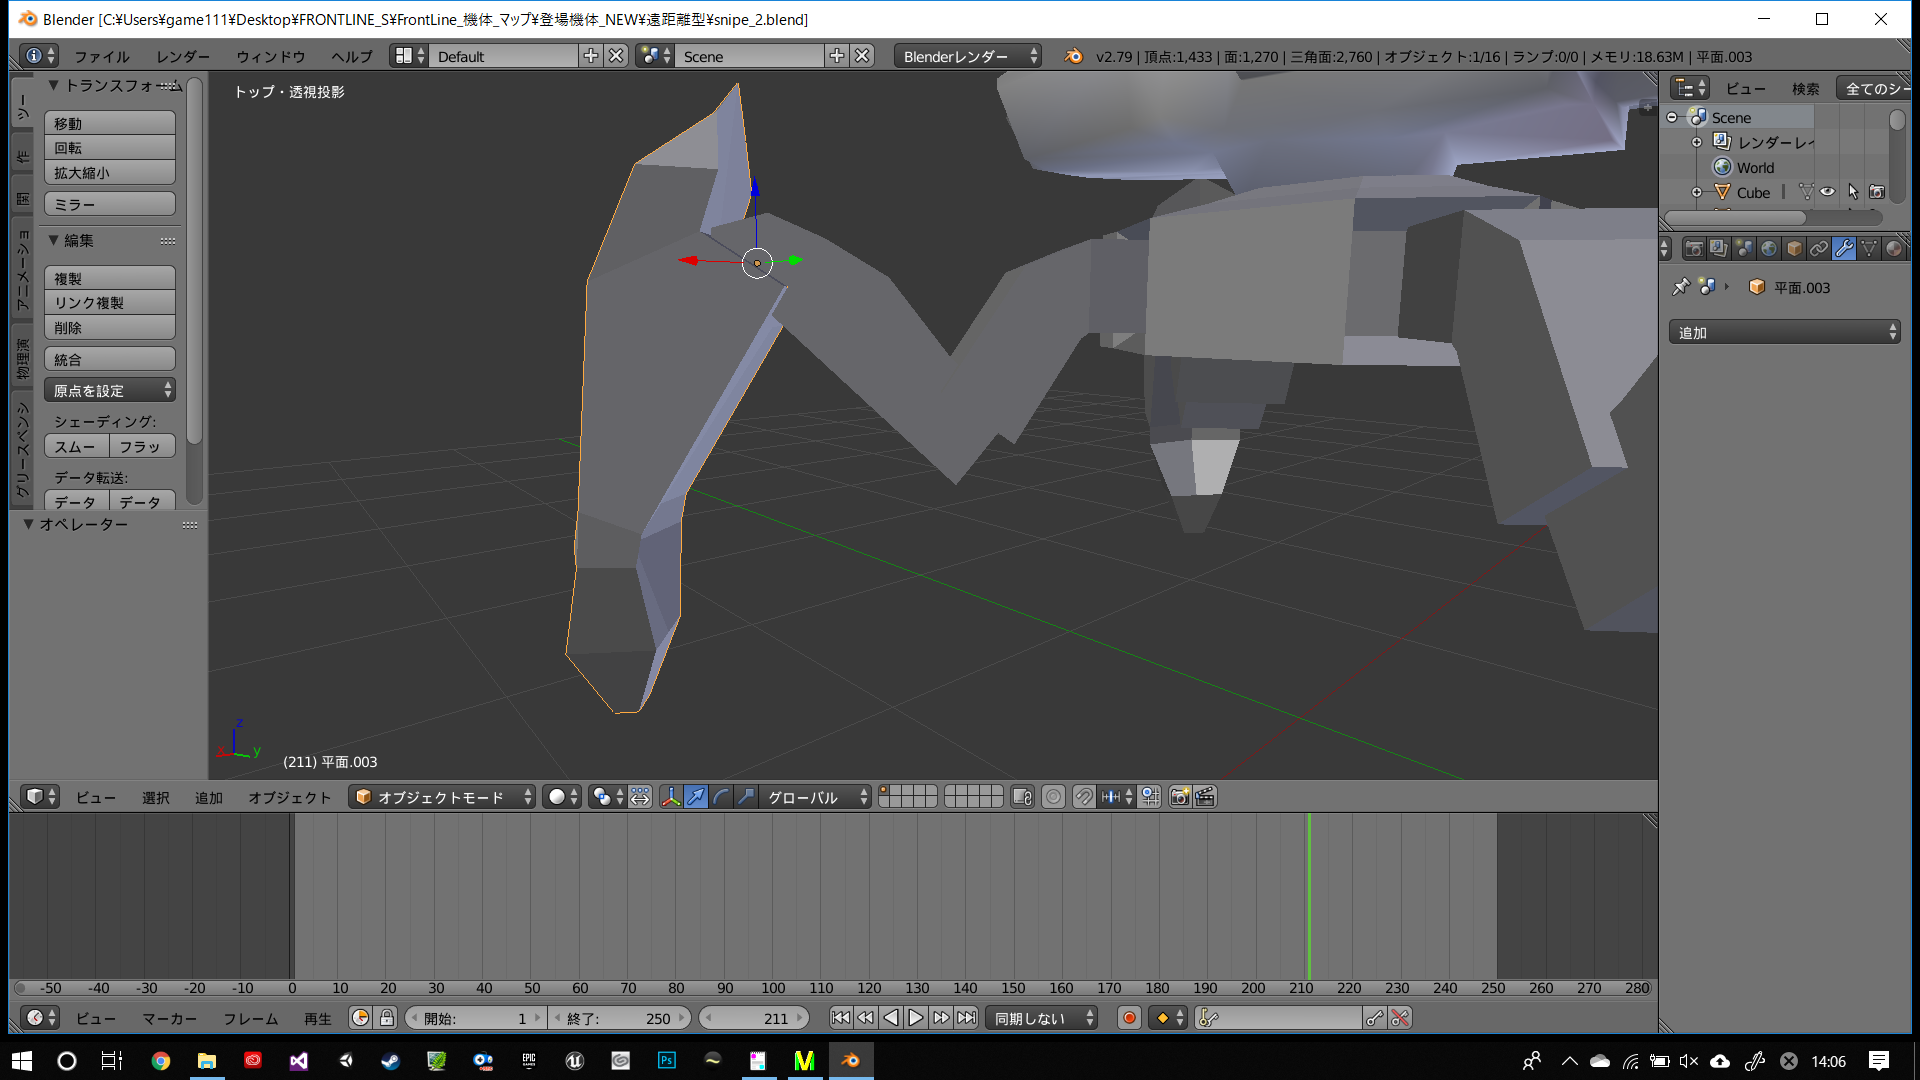 Blender [C:¥Users¥game111¥Desktop¥FRONTLINE_S¥FrontLine_機体_マップ¥登場機体_NEW¥遠距離型¥snipe_2.blend]
ファイル レンダー ウィンドウ ヘルプ Default Scene Blenderレンダー v2.79 | 頂点:1,433 | 面:1,270 | 三角面:2,760 | オブジェクト:1/16 | ランプ:0/0 | メモリ:18.63M | 平面.003
トランスフォーム
移動
回転
拡大縮小
ミラー
編集
複製
リンク複製
削除
統合
原点を設定
シェーディング:
スムー フラッ
データ転送:
データ データ
オペレーター
ツー
作
関
アニメーショ
物理演
グリースペンシ
トップ・透視投影
z
x y
(211) 平面.003
ビュー 検索 全てのシー
Scene
レンダーレイ
World
Cube
平面.003
追加
ビュー 選択 追加 オブジェクト オブジェクトモード グローバル
-50 -40 -30 -20 -10 0 10 20 30 40 50 60 70 80 90 100 110 120 130 140 150 160 170 180 190 200 210 220 230 240 250 260 270 280
ビュー マーカー フレーム 再生 開始: 1 終了: 250 211 同期しない
EPIC
Ps
14:06